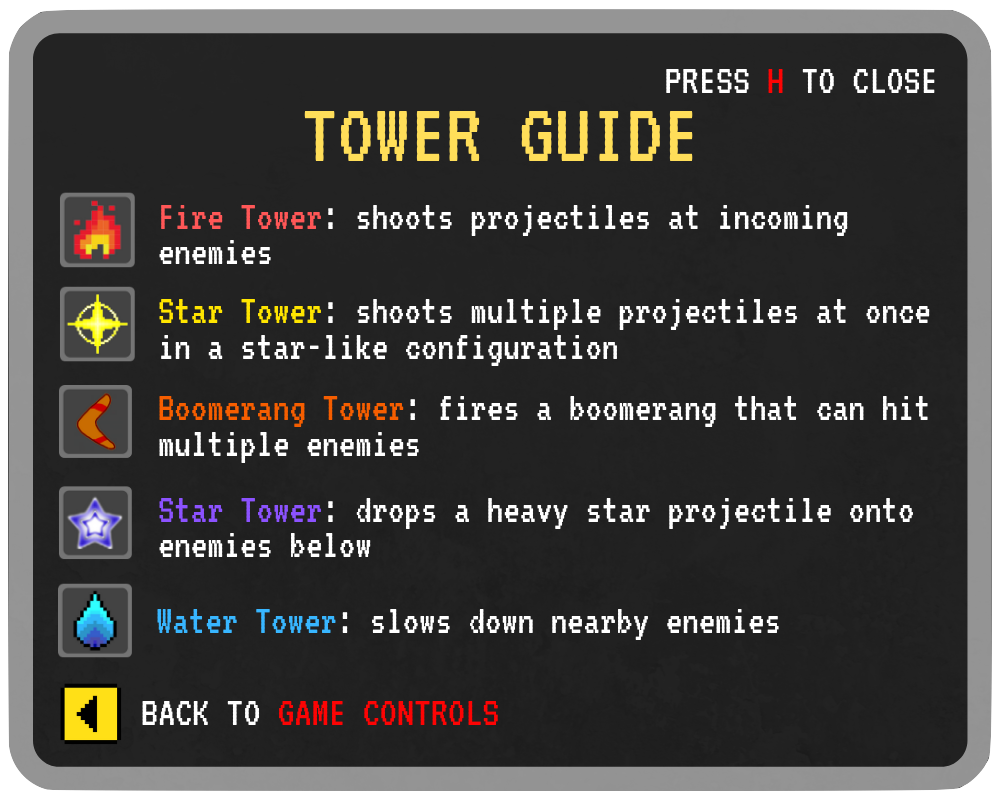 PRESS H TO CLOSE
TOWER GUIDE
Fire Tower: shoots projectiles at incoming
enemies
Star Tower: shoots multiple projectiles at once
in a star-like configuration
Boomerang Tower: fires a boomerang that can hit
multiple enemies
Star Tower: drops a heavy star projectile onto
enemies below
Water Tower: slows down nearby enemies
BACK TO GAME CONTROLS